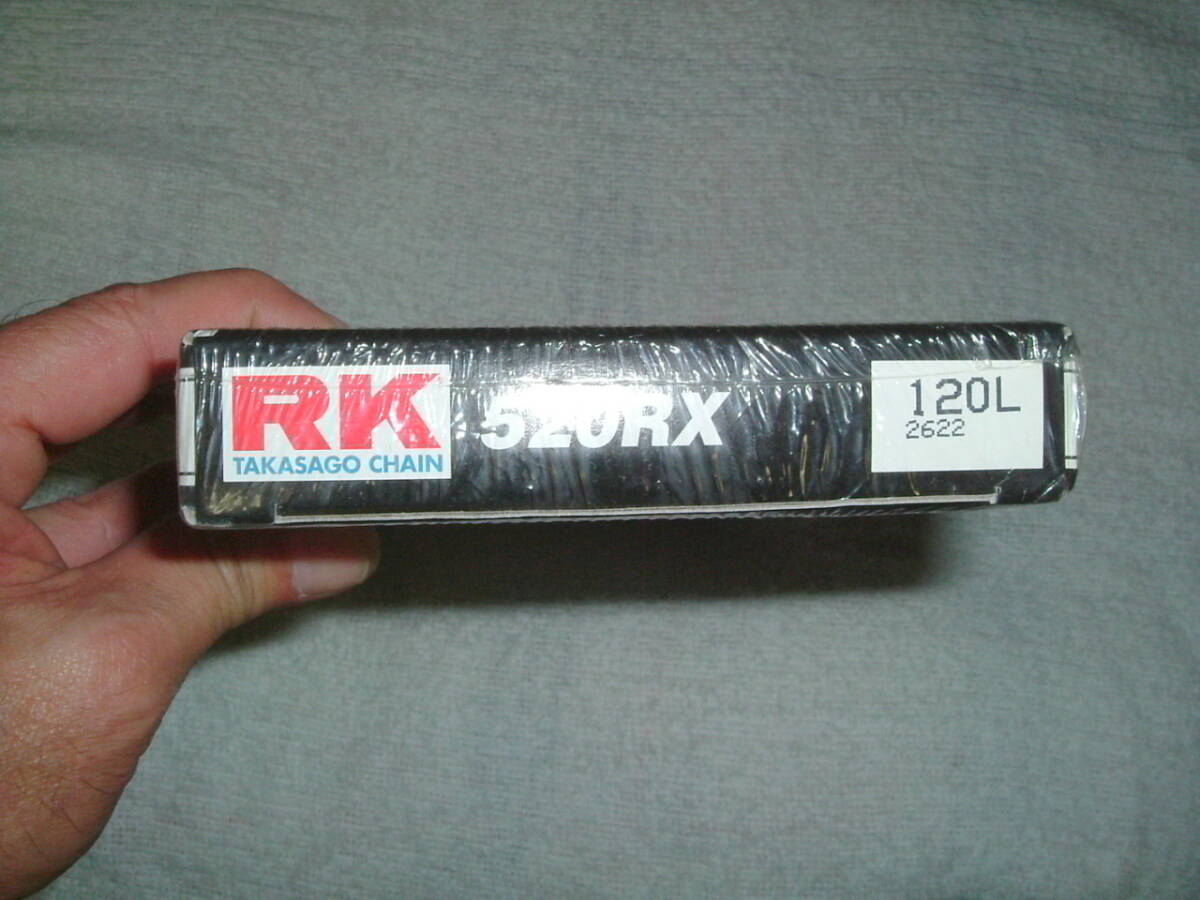 RK
TAKASAGO CHAIN
520RX
120L
2622